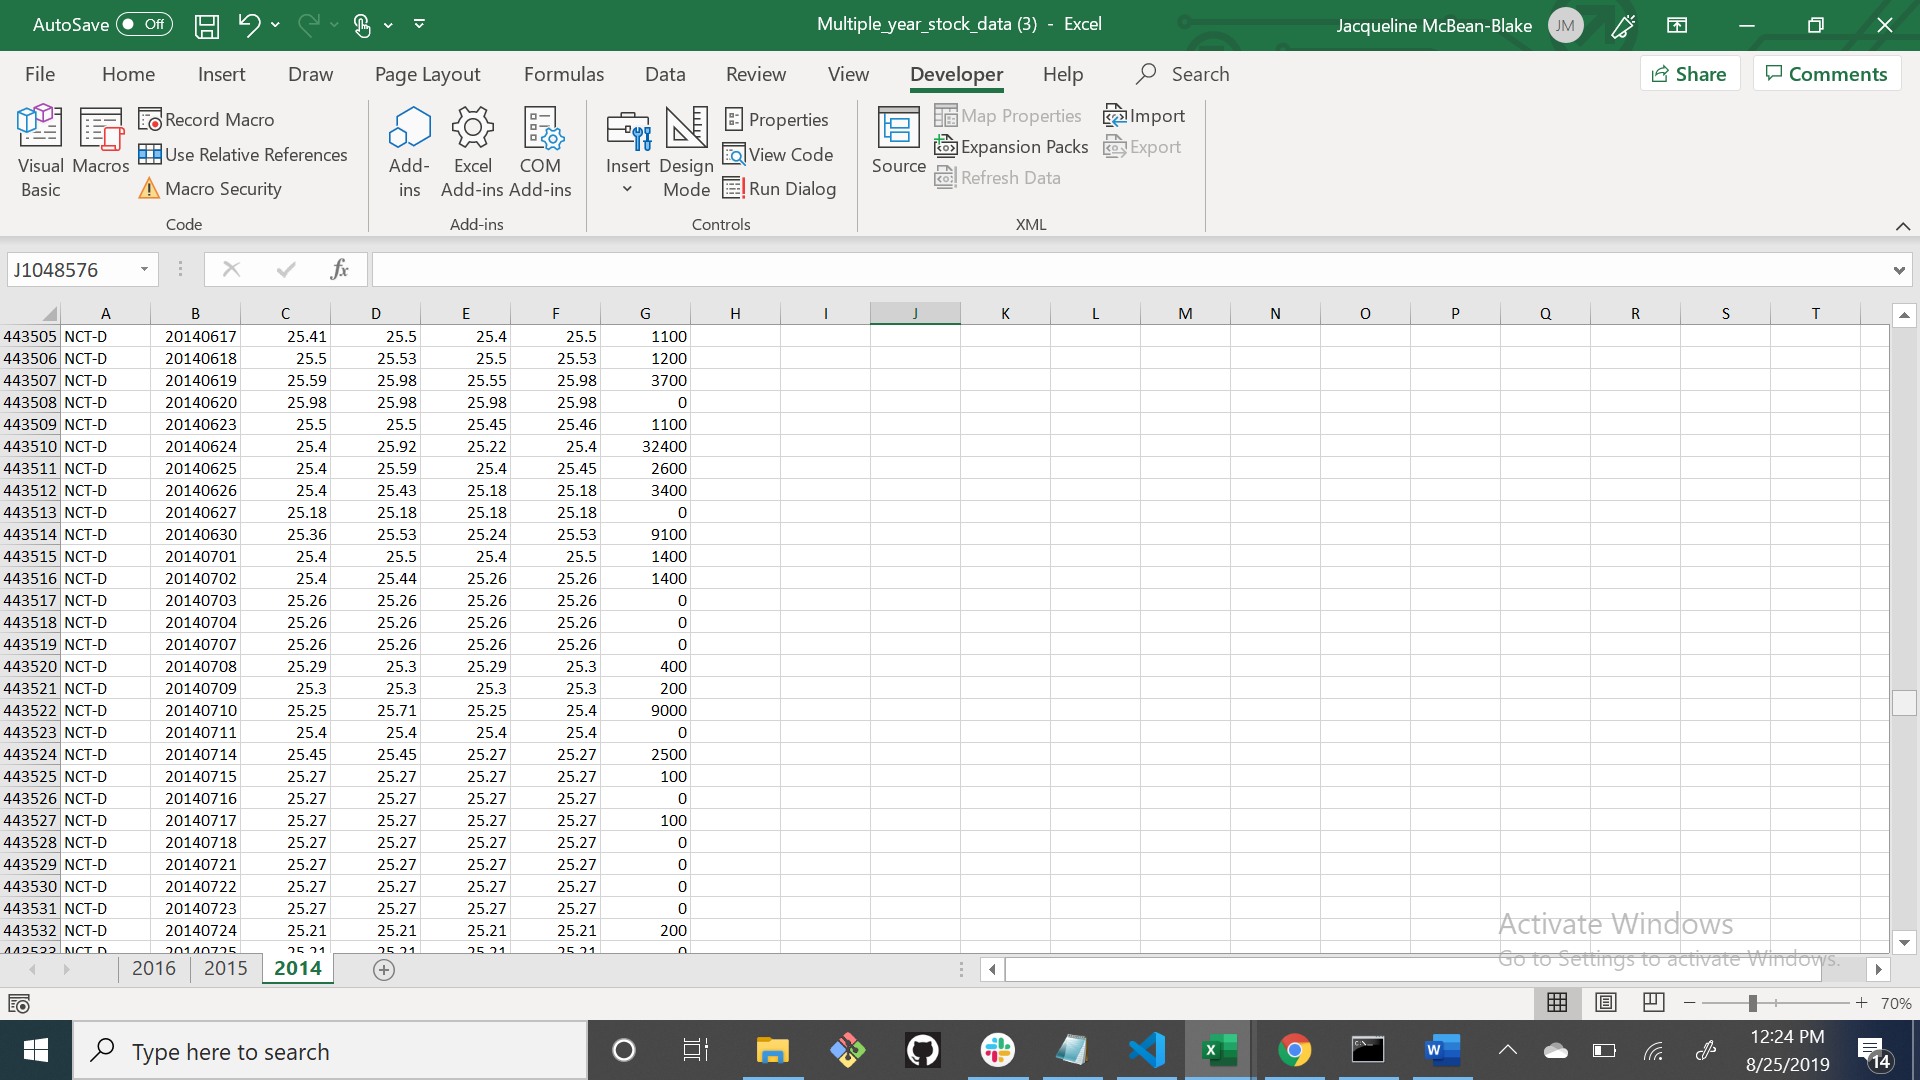 AutoSave Off Multiple_year_stock_data (3) - Excel Jacqueline McBean-Blake JM
File Home Insert Draw Page Layout Formulas Data Review View Developer Help Search Share Comments
Visual Basic Macros Record Macro Use Relative References Macro Security Code
Add-ins Excel Add-ins COM Add-ins Add-ins
Insert Design Mode Properties View Code Run Dialog Controls
Source Map Properties Expansion Packs Refresh Data Import Export XML
J1048576 fx
A B C D E F G H I J K L M N O P Q R S T
443505 NCT-D 20140617 25.41 25.5 25.4 25.5 1100
443506 NCT-D 20140618 25.5 25.53 25.5 25.53 1200
443507 NCT-D 20140619 25.59 25.98 25.55 25.98 3700
443508 NCT-D 20140620 25.98 25.98 25.98 25.98 0
443509 NCT-D 20140623 25.5 25.5 25.45 25.46 1100
443510 NCT-D 20140624 25.4 25.92 25.22 25.4 32400
443511 NCT-D 20140625 25.4 25.59 25.4 25.45 2600
443512 NCT-D 20140626 25.4 25.43 25.18 25.18 3400
443513 NCT-D 20140627 25.18 25.18 25.18 25.18 0
443514 NCT-D 20140630 25.36 25.53 25.24 25.53 9100
443515 NCT-D 20140701 25.4 25.5 25.4 25.5 1400
443516 NCT-D 20140702 25.4 25.44 25.26 25.26 1400
443517 NCT-D 20140703 25.26 25.26 25.26 25.26 0
443518 NCT-D 20140704 25.26 25.26 25.26 25.26 0
443519 NCT-D 20140707 25.26 25.26 25.26 25.26 0
443520 NCT-D 20140708 25.29 25.3 25.29 25.3 400
443521 NCT-D 20140709 25.3 25.3 25.3 25.3 200
443522 NCT-D 20140710 25.25 25.71 25.25 25.4 9000
443523 NCT-D 20140711 25.4 25.4 25.4 25.4 0
443524 NCT-D 20140714 25.45 25.45 25.27 25.27 2500
443525 NCT-D 20140715 25.27 25.27 25.27 25.27 100
443526 NCT-D 20140716 25.27 25.27 25.27 25.27 0
443527 NCT-D 20140717 25.27 25.27 25.27 25.27 100
443528 NCT-D 20140718 25.27 25.27 25.27 25.27 0
443529 NCT-D 20140721 25.27 25.27 25.27 25.27 0
443530 NCT-D 20140722 25.27 25.27 25.27 25.27 0
443531 NCT-D 20140723 25.27 25.27 25.27 25.27 0
443532 NCT-D 20140724 25.21 25.21 25.21 25.21 200
443533 NCT-D 20140725 25.21 25.21 25.21 25.21 0
Activate Windows
Go to Settings to activate Windows.
2016 2015 2014
70%
Type here to search
12:24 PM
8/25/2019
14